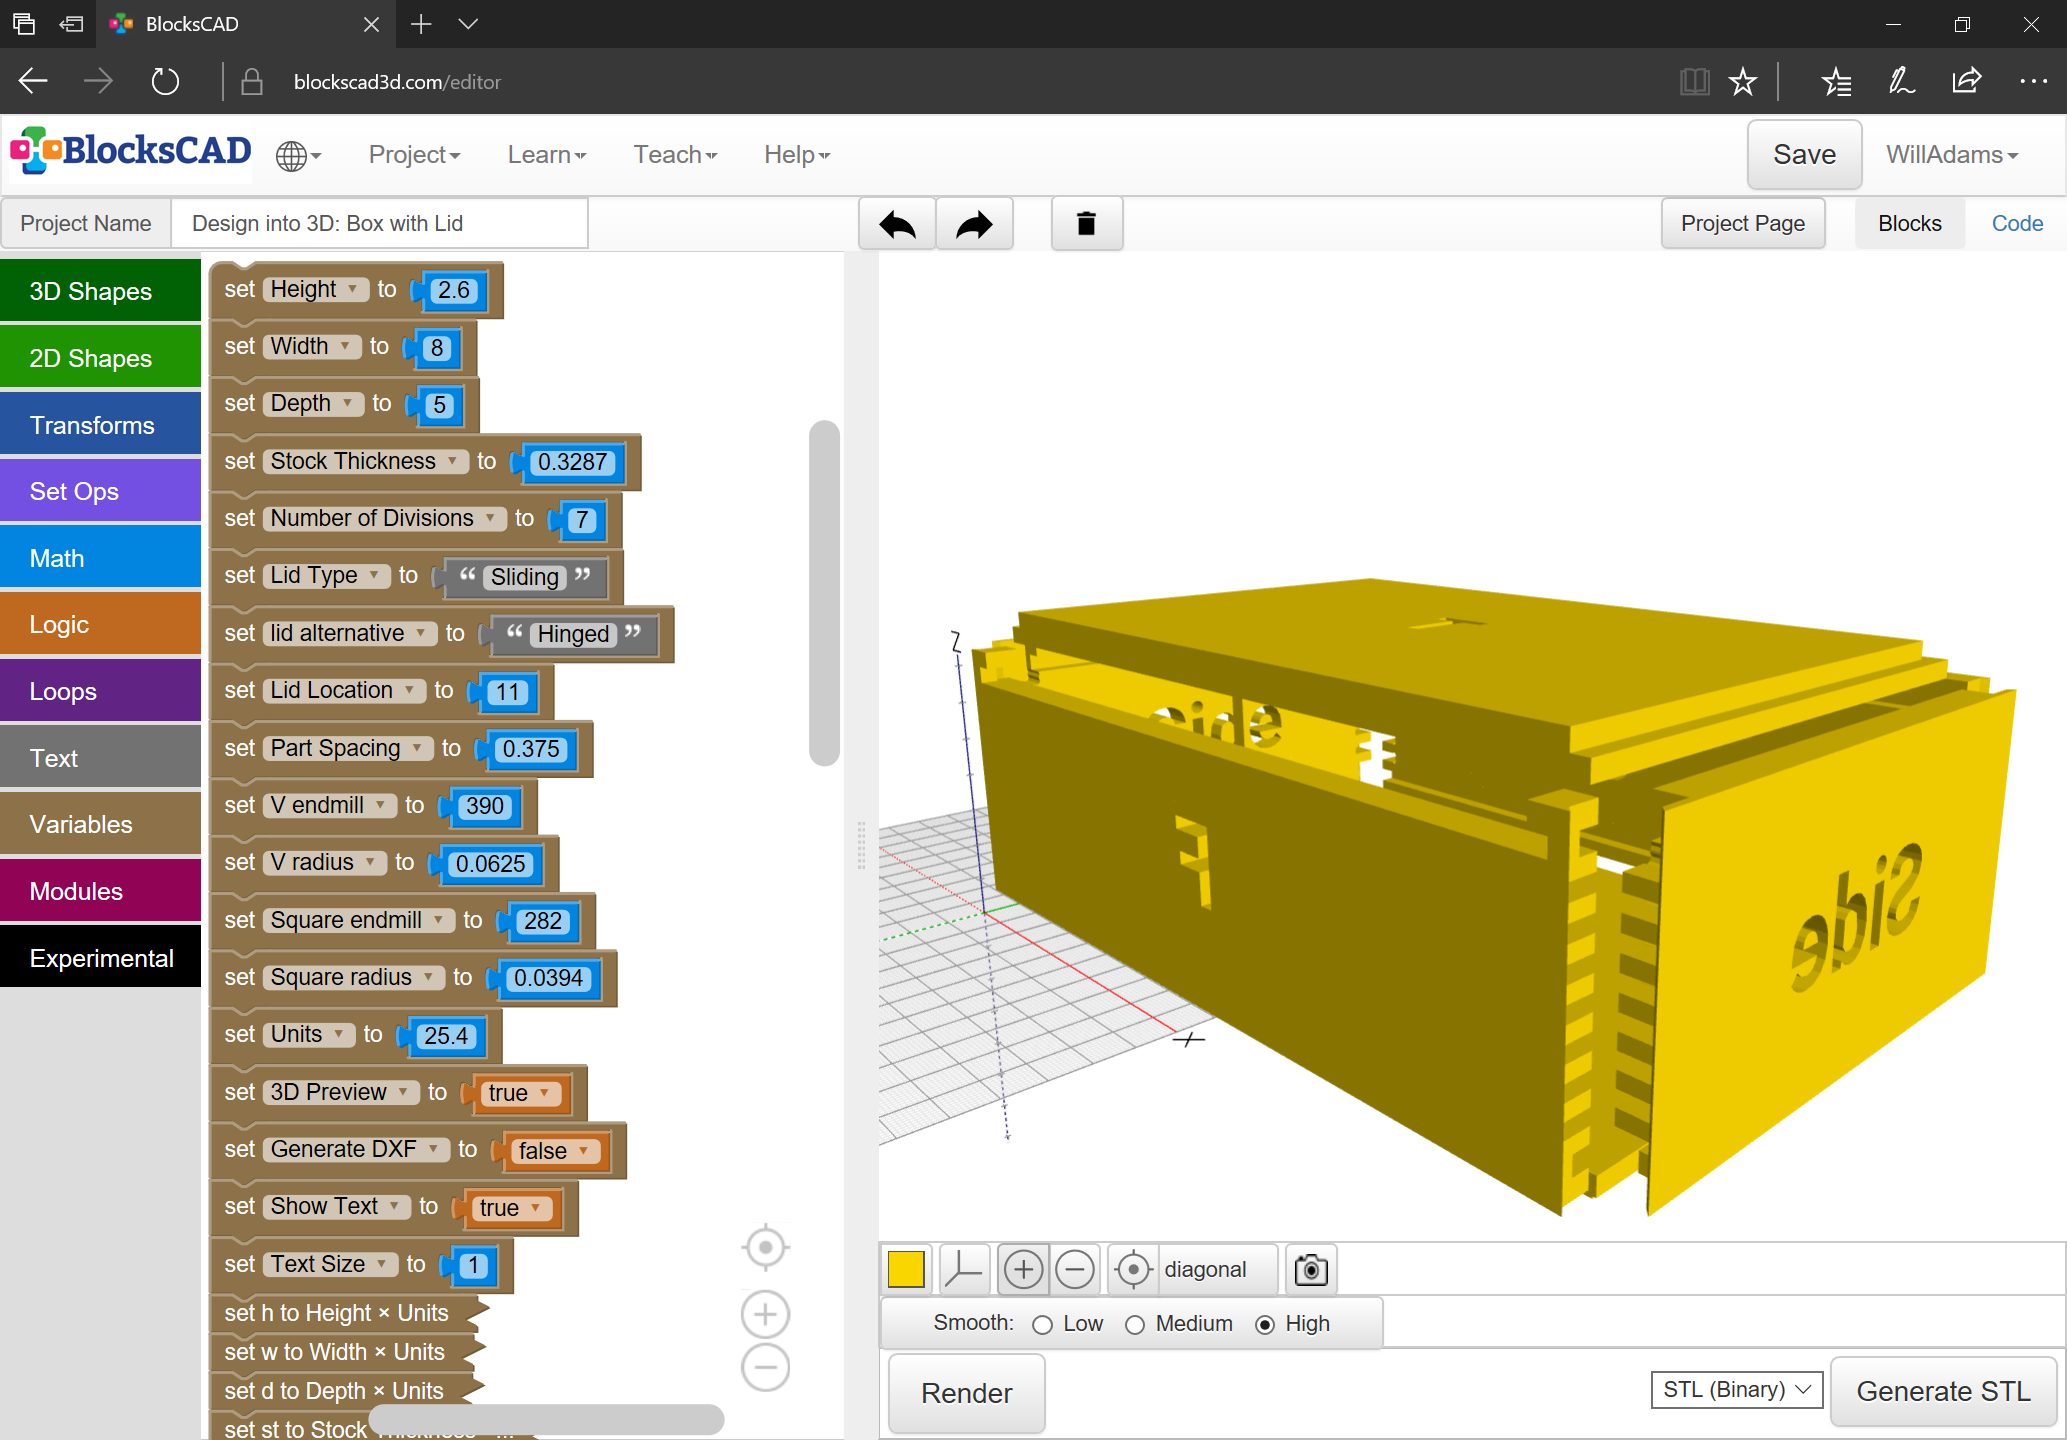 BlocksCAD
blockscad3d.com/editor
BlocksCAD
Project Learn Teach Help
Save WillAdams
Project Name Design into 3D: Box with Lid
Project Page Blocks Code
3D Shapes
2D Shapes
Transforms
Set Ops
Math
Logic
Loops
Text
Variables
Modules
Experimental
set Height to 2.6
set Width to 8
set Depth to 5
set Stock Thickness to 0.3287
set Number of Divisions to 7
set Lid Type to “ Sliding ”
set lid alternative to “ Hinged ”
set Lid Location to 11
set Part Spacing to 0.375
set V endmill to 390
set V radius to 0.0625
set Square endmill to 282
set Square radius to 0.0394
set Units to 25.4
set 3D Preview to true
set Generate DXF to false
set Show Text to true
set Text Size to 1
set h to Height × Units
set w to Width × Units
set d to Depth × Units
set st to Stock
Z
side
F
Side
diagonal
Smooth: Low Medium High
Render
STL (Binary) Generate STL